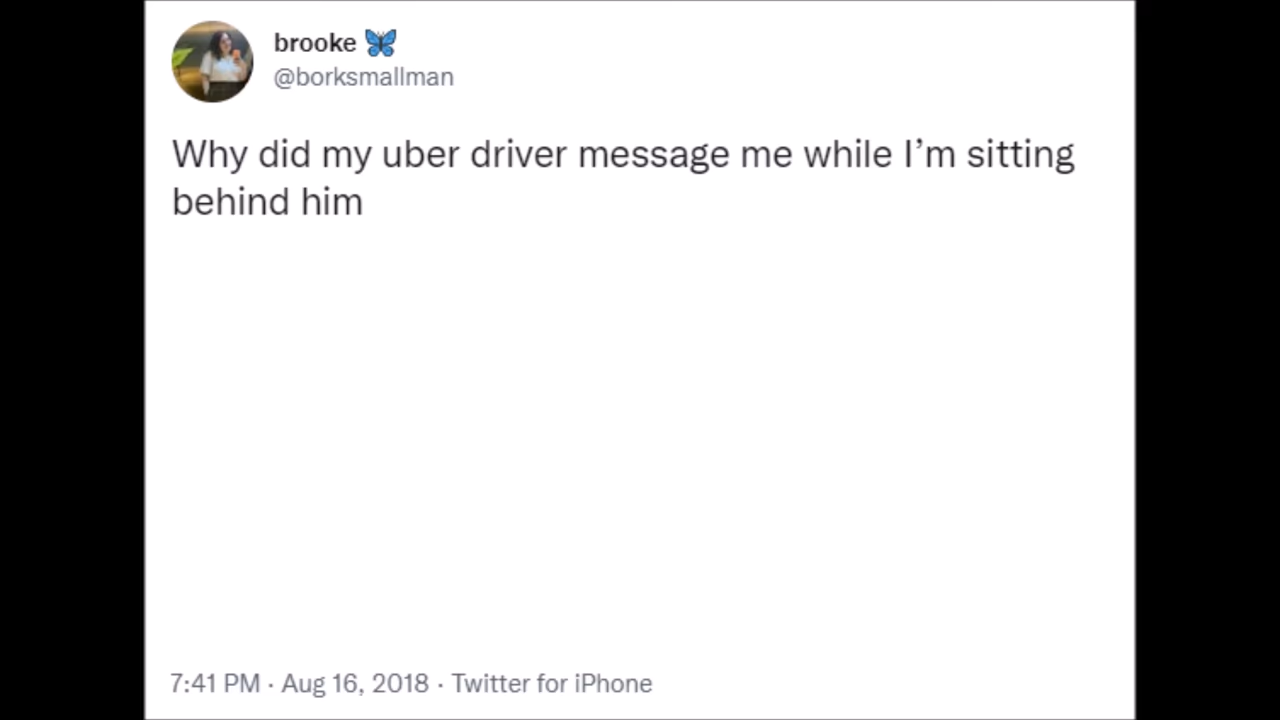 brooke 🦋
@borksmallman
Why did my uber driver message me while I’m sitting
behind him
7:41 PM · Aug 16, 2018 · Twitter for iPhone